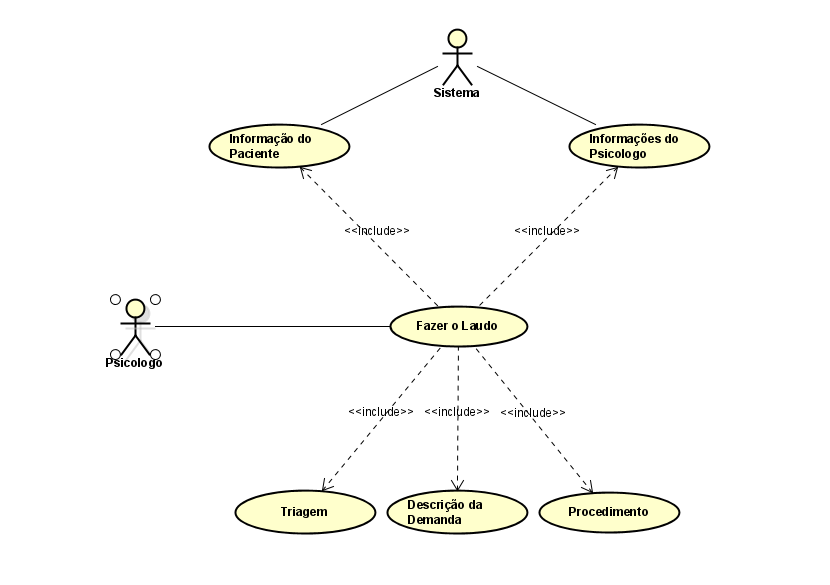 Sistema
Informação do
Paciente
Informações do
Psicologo
<<include>>
<<include>>
Fazer o Laudo
Psicologo
<<include>>
<<include>>
<<include>>
Triagem
Descrição da
Demanda
Procedimento